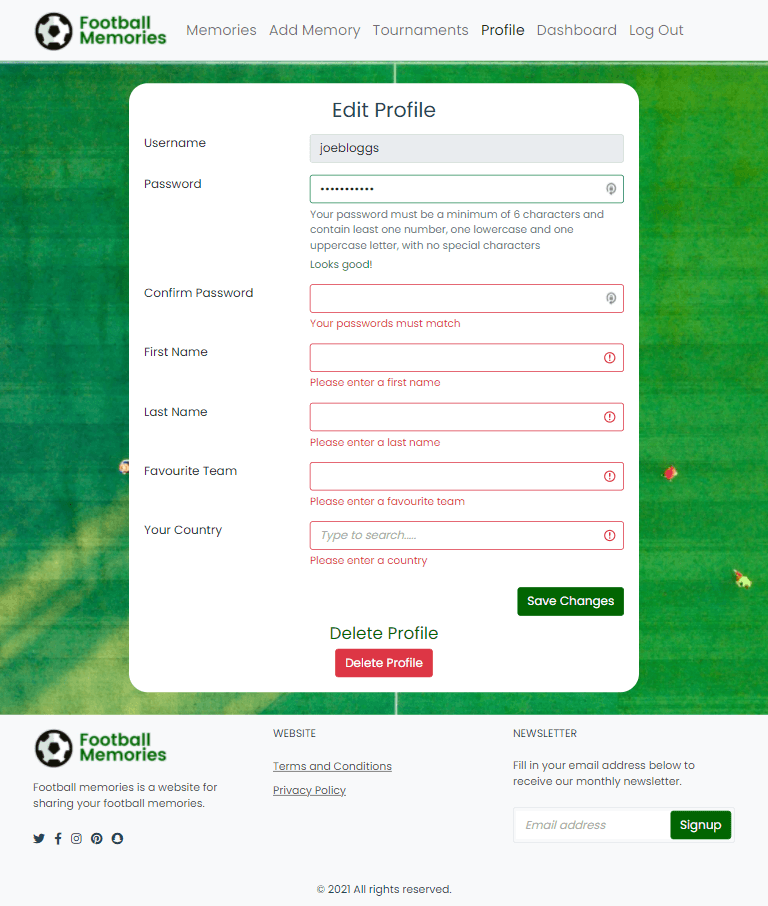 Football
Memories
Memories Add Memory Tournaments Profile Dashboard Log Out
Edit Profile
Username
joebloggs
Password
•••••••••••
Your password must be a minimum of 6 characters and
contain least one number, one lowercase and one
uppercase letter, with no special characters
Looks good!
Confirm Password
Your passwords must match
First Name
Please enter a first name
Last Name
Please enter a last name
Favourite Team
Please enter a favourite team
Your Country
Type to search.....
Please enter a country
Save Changes
Delete Profile
Delete Profile
Football
Memories
Football memories is a website for
sharing your football memories.
WEBSITE
Terms and Conditions
Privacy Policy
NEWSLETTER
Fill in your email address below to
receive our monthly newsletter.
Email address
Signup
© 2021 All rights reserved.